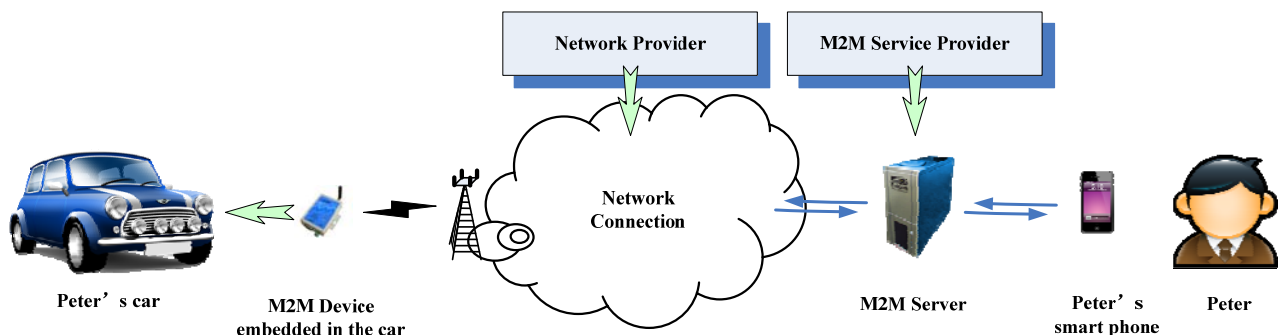 Network Provider
M2M Service Provider
Network
Connection
Peter’s car
M2M Device
embedded in the car
M2M Server
Peter’s
smart phone
Peter